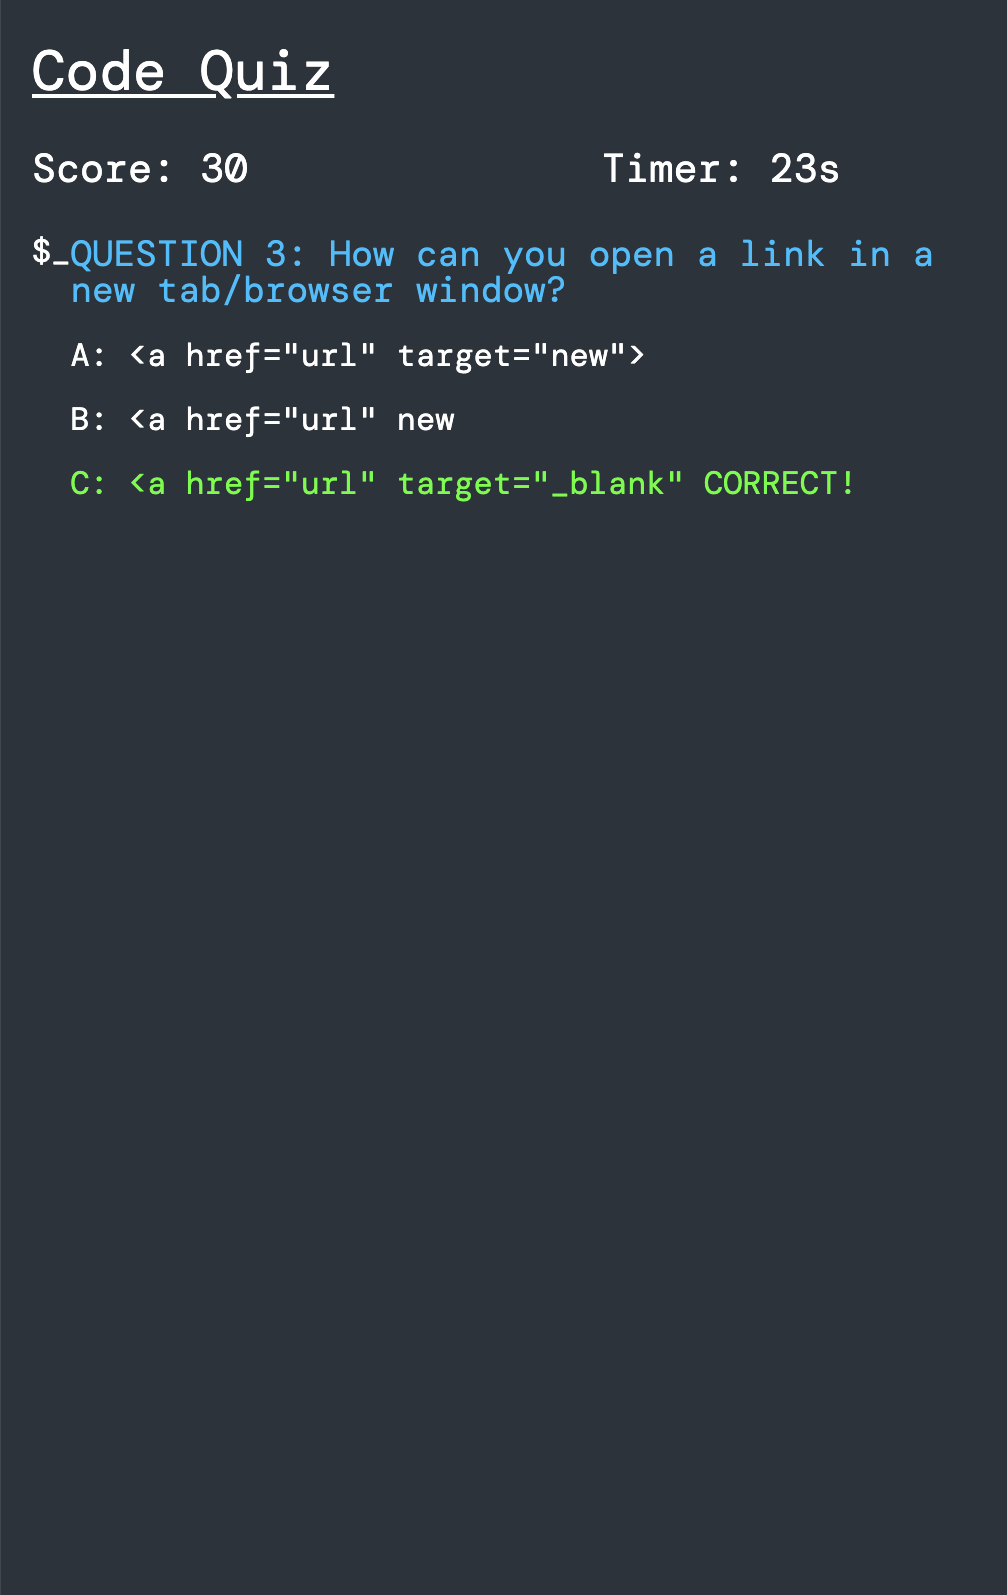 Code Quiz
Score: 30 Timer: 23s
$_QUESTION 3: How can you open a link in a
new tab/browser window?
A: <a href="url" target="new">
B: <a href="url" new
C: <a href="url" target="_blank" CORRECT!